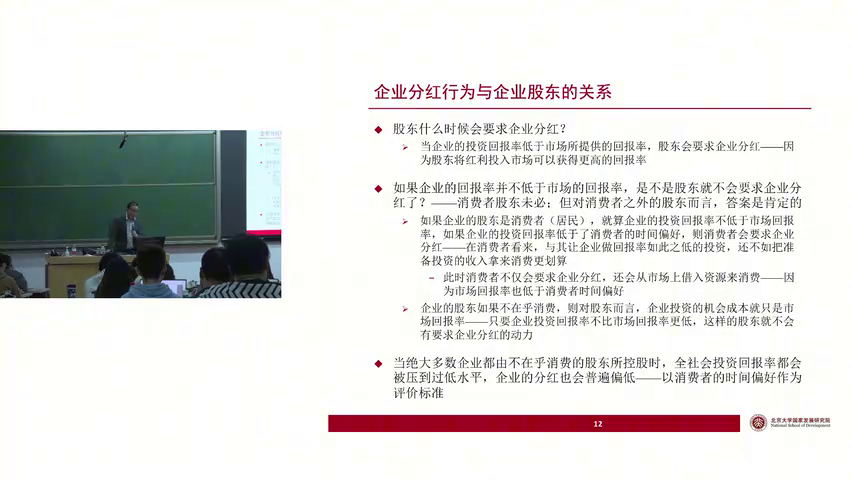 企业分红行为与企业股东的关系
股东什么时候会要求企业分红?
当企业的投资回报率低于市场所提供的回报率,股东会要求企业分红——因
为股东将红利投入市场可以获得更高的回报率
如果企业的回报率并不低于市场的回报率,是不是股东就不会要求企业分
红了?——消费者股东未必;但对消费者之外的股东而言,答案是肯定的
如果企业的股东是消费者(居民),就算企业的投资回报率不低于市场回报
率,如果企业的投资回报率低于了消费者的时间偏好,则消费者会要求企业
分红——在消费者看来,与其让企业做回报率如此之低的投资,还不如把准
备投资的收入拿来消费更划算
- 此时消费者不仅会要求企业分红,还会从市场上借入资源来消费——因
为市场回报率也低于消费者时间偏好
企业的股东如果不在乎消费,则对股东而言,企业投资的机会成本就只是市
场回报率——只要企业投资回报率不比市场回报率更低,这样的股东就不会
有要求企业分红的动力
当绝大多数企业都由不在乎消费的股东所控股时,全社会投资回报率都会
被压到过低水平,企业的分红也会普遍偏低——以消费者的时间偏好作为
评价标准
12
北京大学国家发展研究院
National School of Development